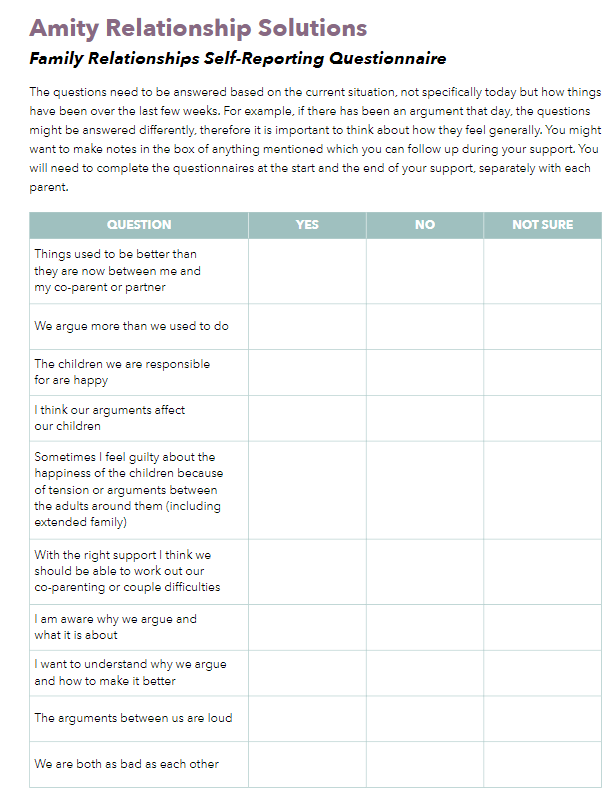 Amity Relationship Solutions
Family Relationships Self-Reporting Questionnaire
The questions need to be answered based on the current situation, not specifically today but how things
have been over the last few weeks. For example, if there has been an argument that day, the questions
might be answered differently, therefore it is important to think about how they feel generally. You might
want to make notes in the box of anything mentioned which you can follow up during your support. You
will need to complete the questionnaires at the start and the end of your support, separately with each
parent.
QUESTION YES NO NOT SURE
Things used to be better than
they are now between me and
my co-parent or partner
We argue more than we used to do
The children we are responsible
for are happy
I think our arguments affect
our children
Sometimes I feel guilty about the
happiness of the children because
of tension or arguments between
the adults around them (including
extended family)
With the right support I think we
should be able to work out our
co-parenting or couple difficulties
I am aware why we argue and
what it is about
I want to understand why we argue
and how to make it better
The arguments between us are loud
We are both as bad as each other